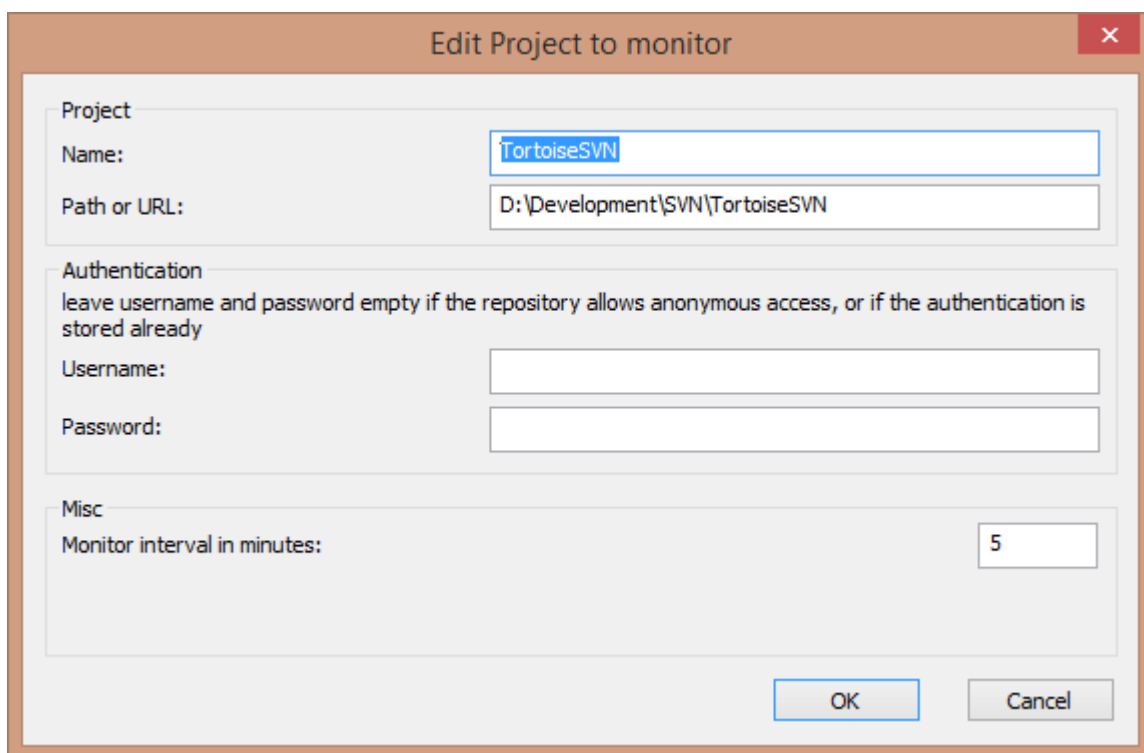 Edit Project to monitor
Project
Name: TortoiseSVN
Path or URL: D:\Development\SVN\TortoiseSVN
Authentication
leave username and password empty if the repository allows anonymous access, or if the authentication is
stored already
Username:
Password:
Misc
Monitor interval in minutes: 5
OK Cancel